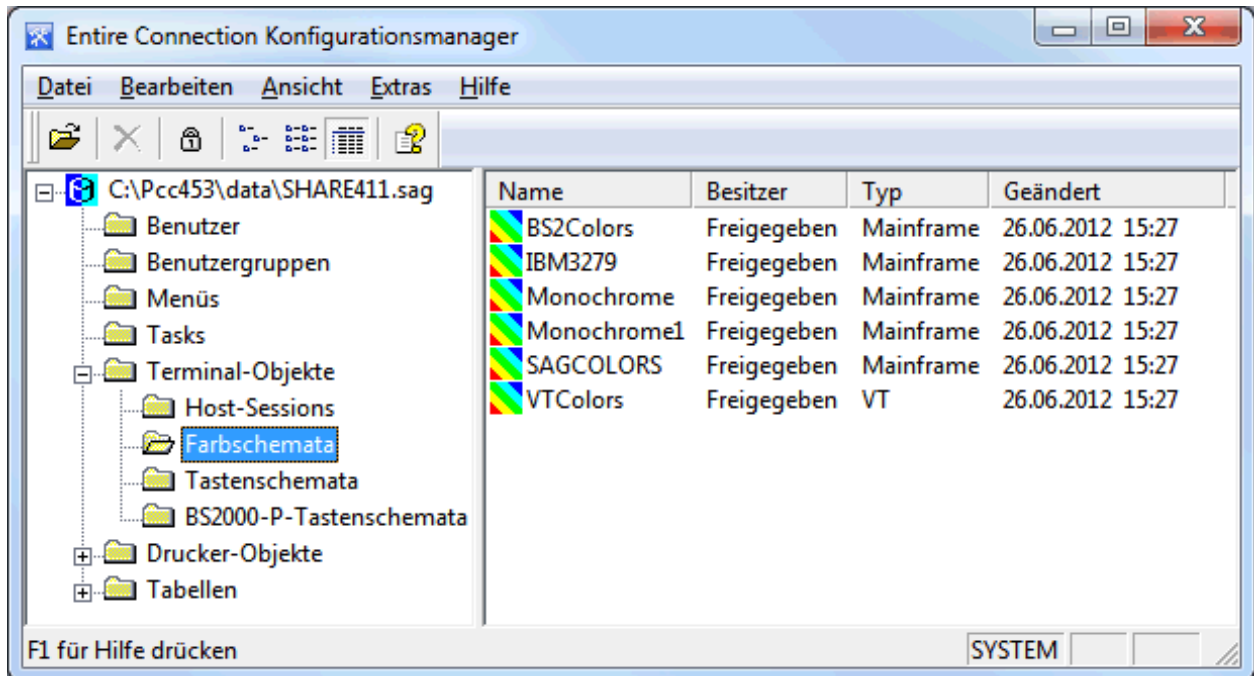 Entire Connection Konfigurationsmanager
Datei Bearbeiten Ansicht Extras Hilfe
C:\Pcc453\data\SHARE411.sag
Benutzer
Benutzergruppen
Menüs
Tasks
Terminal-Objekte
Host-Sessions
Farbschemata
Tastenschemata
BS2000-P-Tastenschemata
Drucker-Objekte
Tabellen
Name Besitzer Typ Geändert
BS2Colors Freigegeben Mainframe 26.06.2012 15:27
IBM3279 Freigegeben Mainframe 26.06.2012 15:27
Monochrome Freigegeben Mainframe 26.06.2012 15:27
Monochrome1 Freigegeben Mainframe 26.06.2012 15:27
SAGCOLORS Freigegeben Mainframe 26.06.2012 15:27
VTColors Freigegeben VT 26.06.2012 15:27
F1 für Hilfe drücken SYSTEM